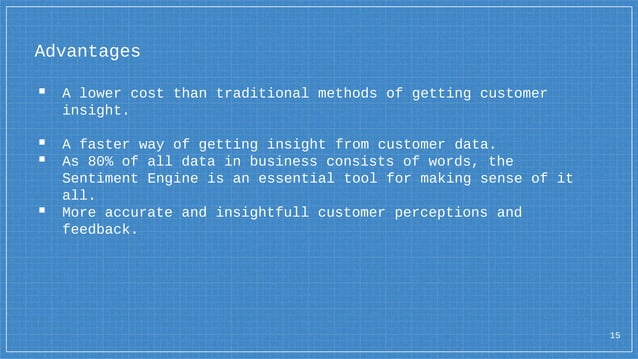 Advantages
▪ A lower cost than traditional methods of getting customer
insight.
▪ A faster way of getting insight from customer data.
▪ As 80% of all data in business consists of words, the
Sentiment Engine is an essential tool for making sense of it
all.
▪ More accurate and insightfull customer perceptions and
feedback.
15